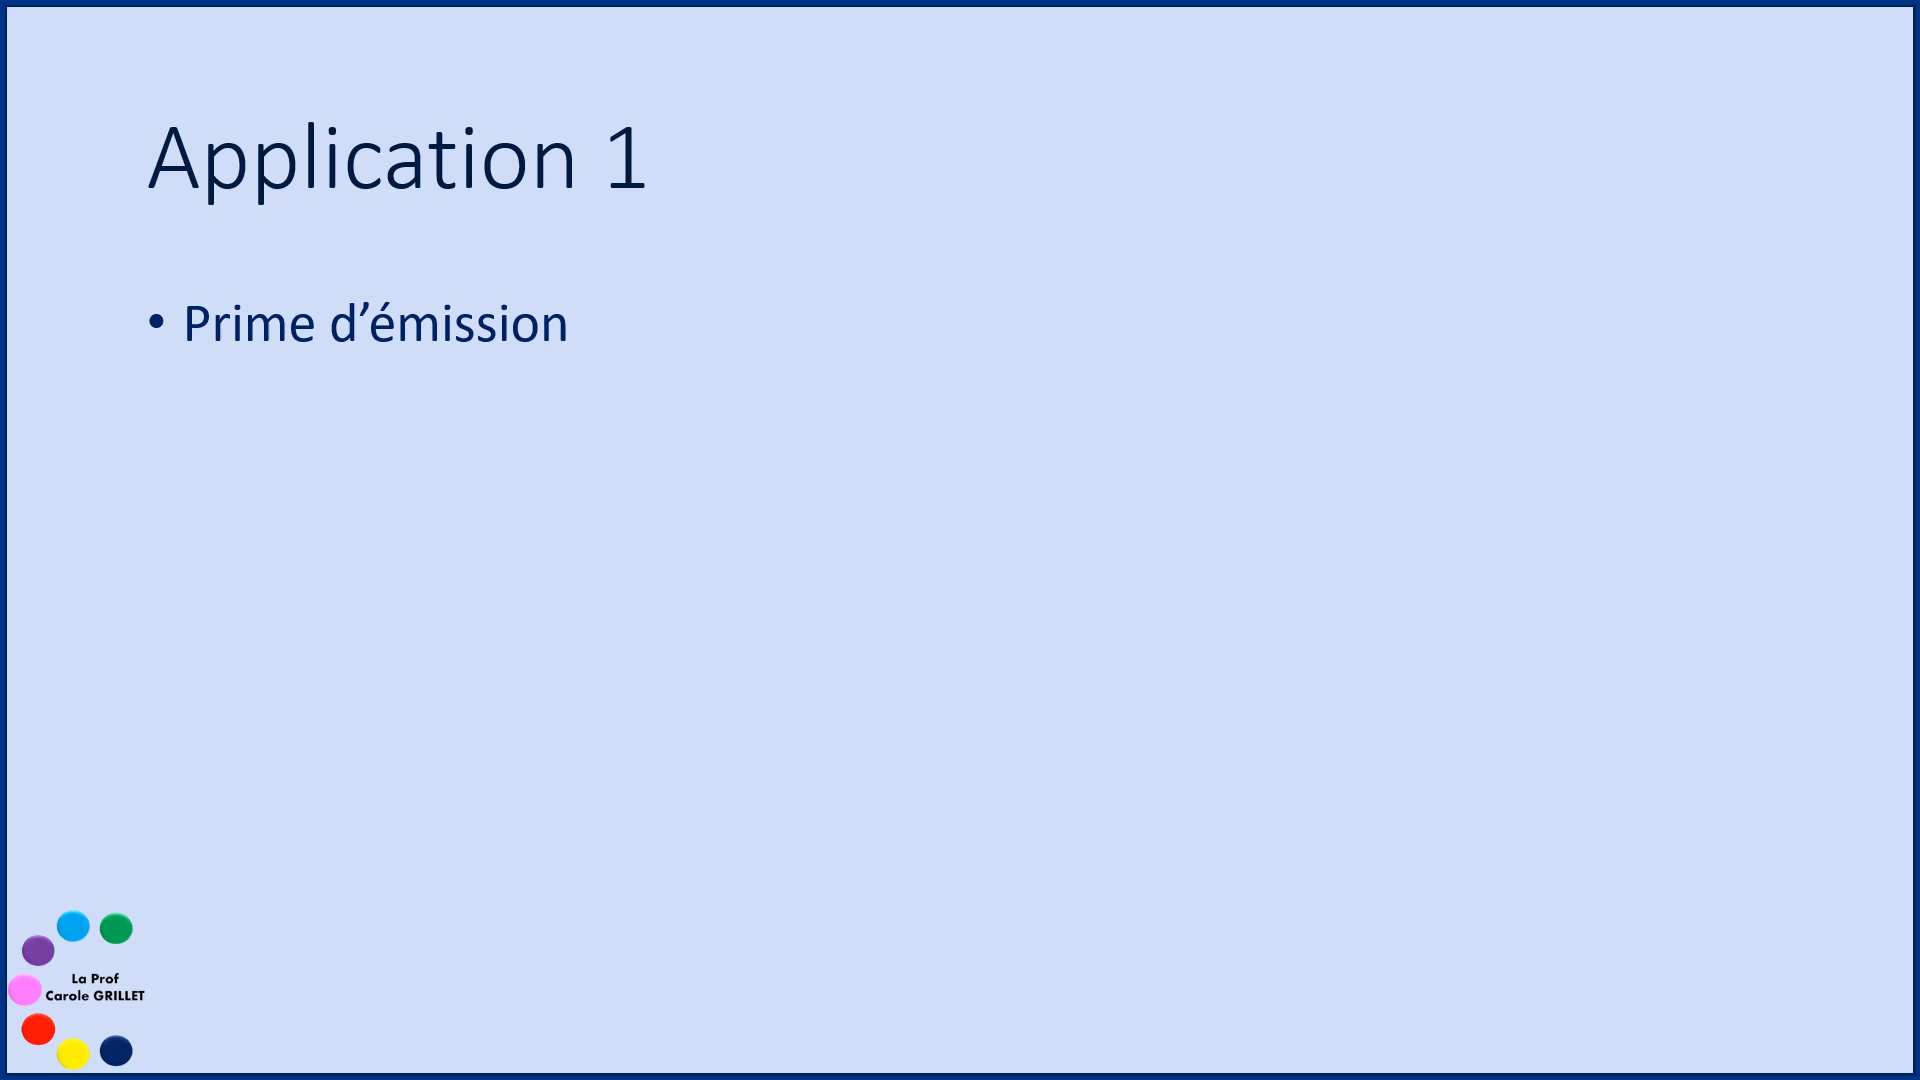 Application 1
• Prime d’émission
La Prof
Carole GRILLET